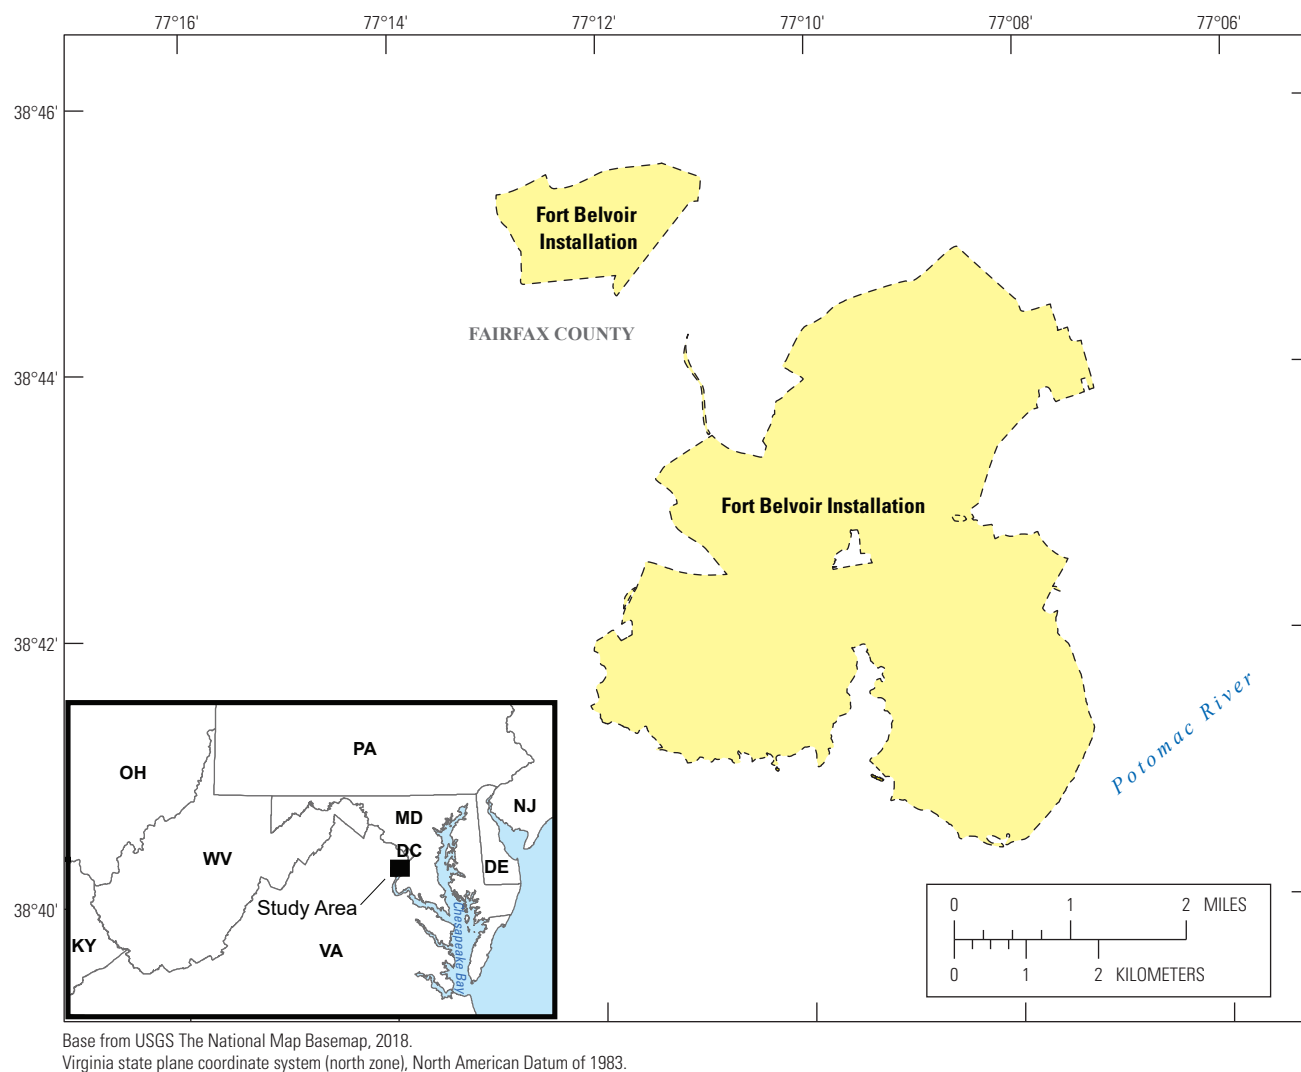 77°16' 77°14' 77°12' 77°10' 77°08' 77°06'
38°46'
Fort Belvoir
Installation
FAIRFAX COUNTY
38°44'
Fort Belvoir Installation
38°42'
Potomac River
PA
OH
NJ
MD
DC
WV
DE
38°40'
Study Area
KY
VA
Chesapeake Bay
0 1 2 MILES
0 1 2 KILOMETERS
Base from USGS The National Map Basemap, 2018.
Virginia state plane coordinate system (north zone), North American Datum of 1983.